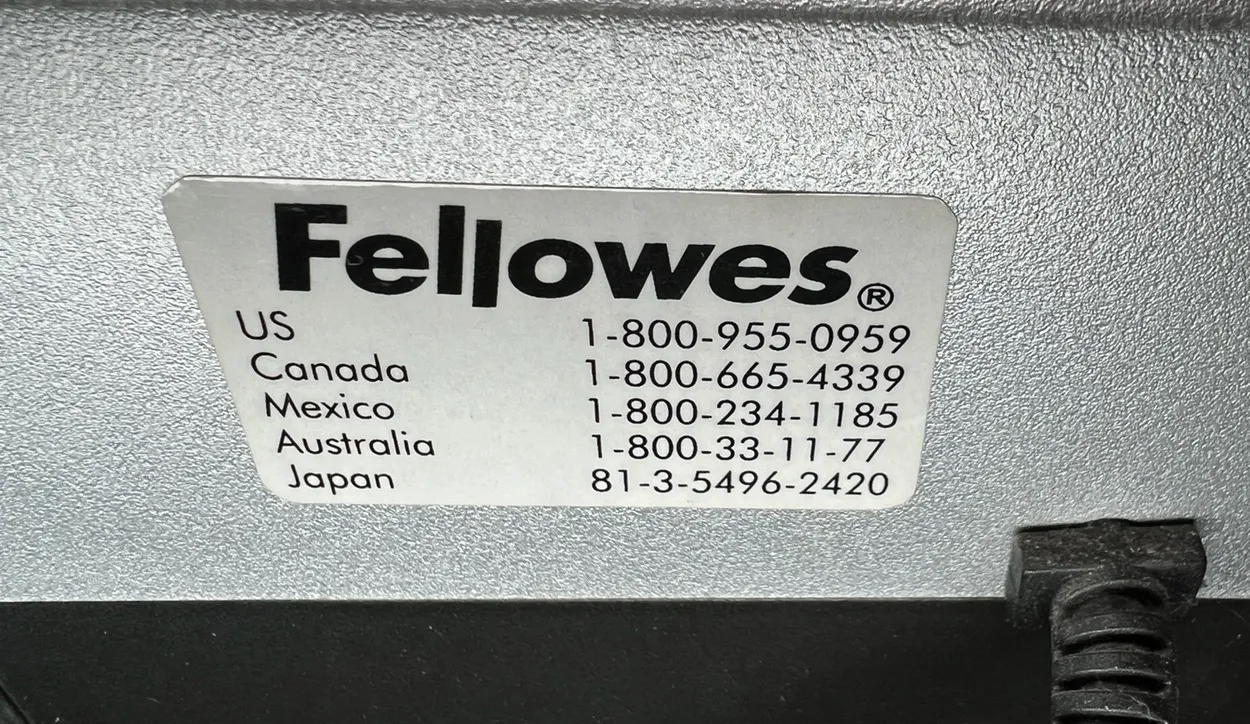 Fellowes®
US 1-800-955-0959
Canada 1-800-665-4339
Mexico 1-800-234-1185
Australia 1-800-33-11-77
Japan 81-3-5496-2420